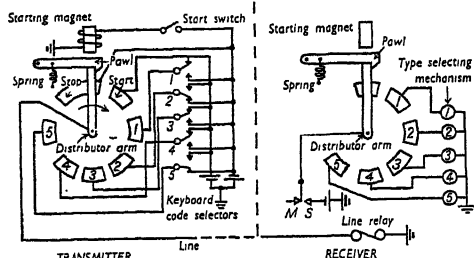 Starting magnet
Start switch
Pawl
Spring
Stop
Start
1
2
3
4
5
1
2
3
4
5
Distributor arm
Keyboard
code selectors
Line
TRANSMITTER
Starting magnet
Pawl
Spring
Type selecting
mechanism
1
2
3
4
5
1
2
3
4
5
Distributor arm
M S
Line relay
RECEIVER